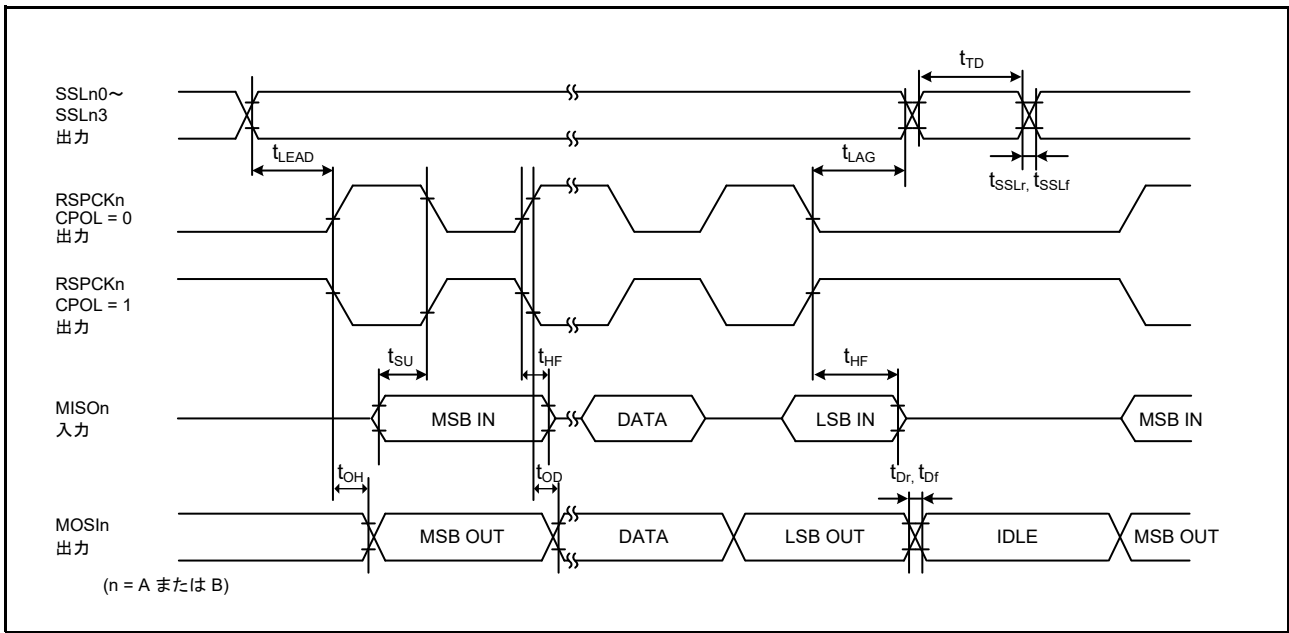 tTD
SSLn0~
SSLn3
出力
tLEAD
tLAG
tSSLr, tSSLf
RSPCKn
CPOL = 0
出力
RSPCKn
CPOL = 1
出力
tSU
tHF
tHF
MISOn
入力
MSB IN
DATA
LSB IN
MSB IN
tOH
tOD
tDr, tDf
MOSIn
出力
MSB OUT
DATA
LSB OUT
IDLE
MSB OUT
(n = A または B)